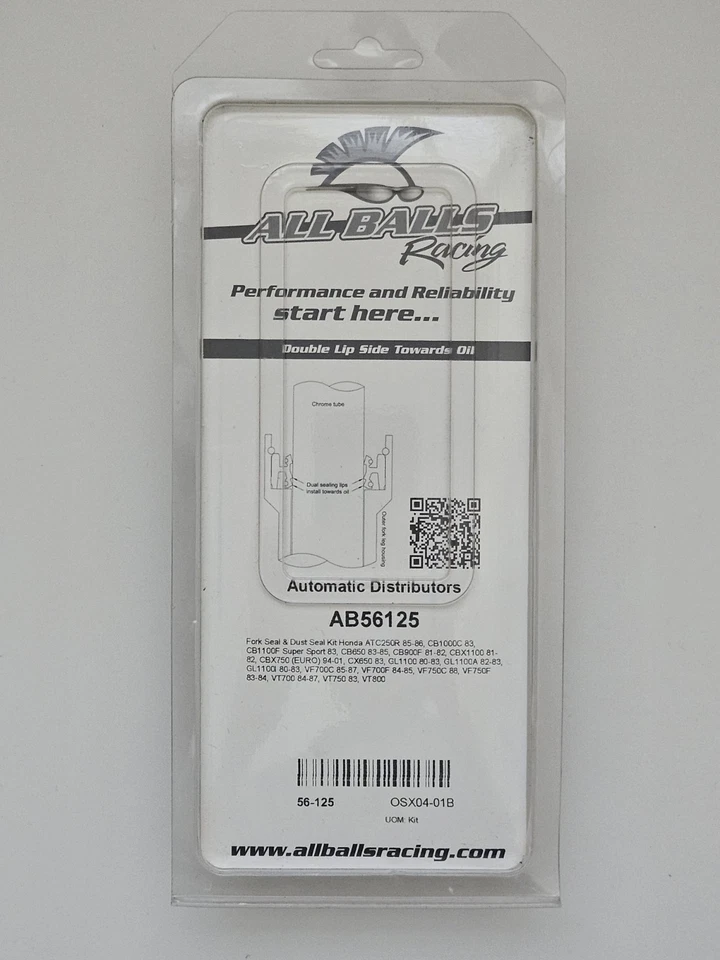 ALL BALLS
Racing
Performance and Reliability
start here...
Double Lip Side Towards Oil
Chrome tube
Dual sealing lips
install towards oil
Outer fork leg housing
Automatic Distributors
AB56125
Fork Seal & Dust Seal Kit Honda ATC250R 85-86, CB1000C 83,
CB1100F Super Sport 83, CB650 83-85, CB900F 81-82, CBX1100 81-
82, CBX750 (EURO) 94-01, CX650 83, GL1100 80-83, GL1100A 82-83,
GL1100I 80-83, VF700C 85-87, VF700F 84-85, VF750C 88, VF750F
83-84, VT700 84-87, VT750 83, VT800
56-125 OSX04-01B
UOM Kit
www.allballsracing.com